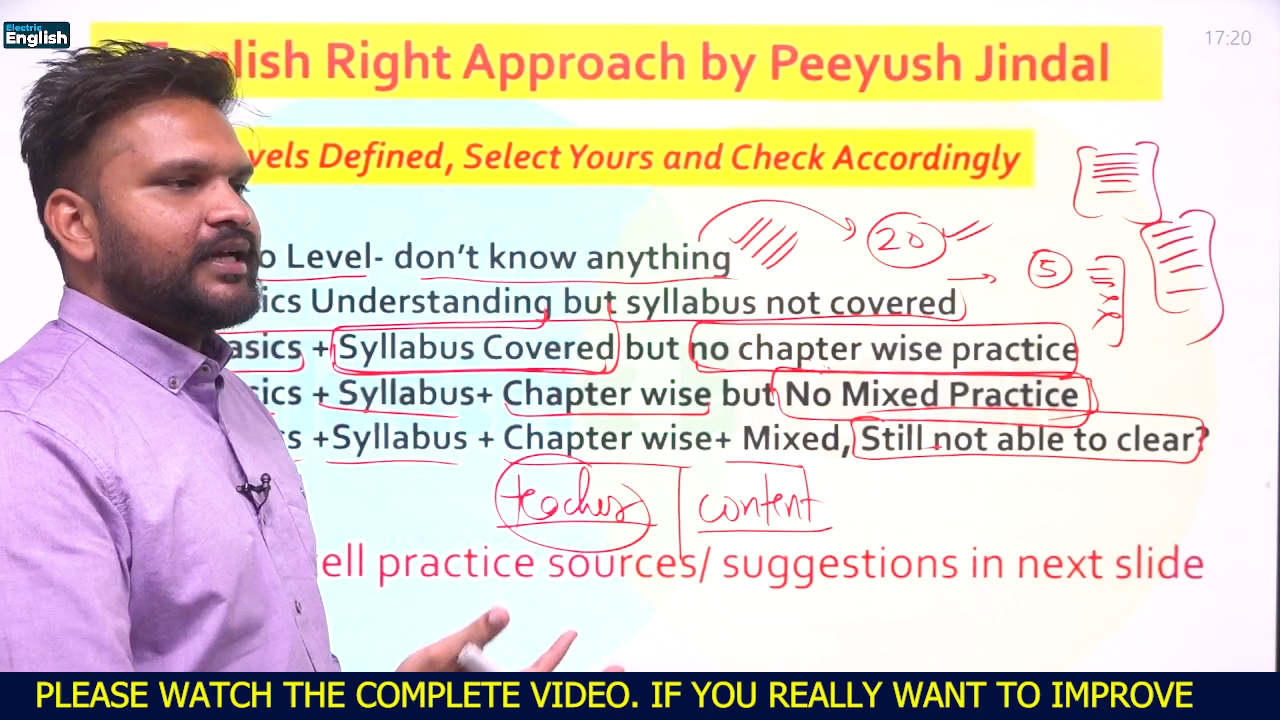 Electric
English
17:20
English Right Approach by Peeyush Jindal
vels Defined, Select Yours and Check Accordingly
o Level- don't know anything
20
5
ics Understanding but syllabus not covered
asics + Syllabus Covered but no chapter wise practice
ics + Syllabus+ Chapter wise but No Mixed Practice
s +Syllabus + Chapter wise+ Mixed, Still not able to clear?
teacher content
ell practice sources/ suggestions in next slide
PLEASE WATCH THE COMPLETE VIDEO. IF YOU REALLY WANT TO IMPROVE